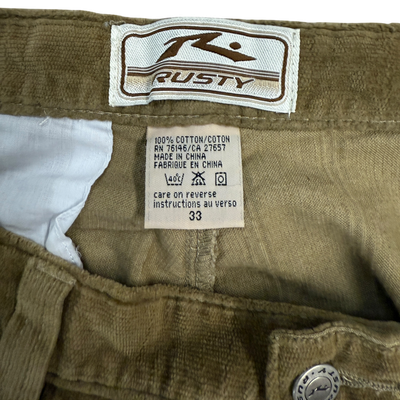 RUSTY
100% COTTON/COTON
RN 76146/CA 27657
MADE IN CHINA
FABRIQUE EN CHINA
40°c
care on reverse
instructions au verso
33